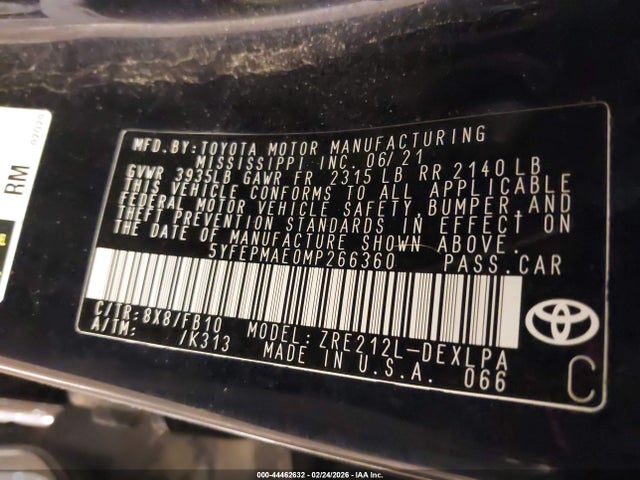 MFD. BY: TOYOTA MOTOR MANUFACTURING
MISSISSIPPI INC. 06/21
GVWR 3935LB GAWR FR 2315 LB RR 2140 LB
THIS VEHICLE CONFORMS TO ALL APPLICABLE
FEDERAL MOTOR VEHICLE SAFETY, BUMPER, AND
THEFT PREVENTION STANDARDS IN EFFECT ON
THE DATE OF MANUFACTURE SHOWN ABOVE.
5YFEPMAE0MP266360 PASS. CAR
C/TR: 8X8/FB10 MODEL: ZRE212L-DEXLPA
A/TM: /K313 MADE IN U.S.A. 066
C
RM
000-44462632 - 02/24/2026 - IAA Inc.